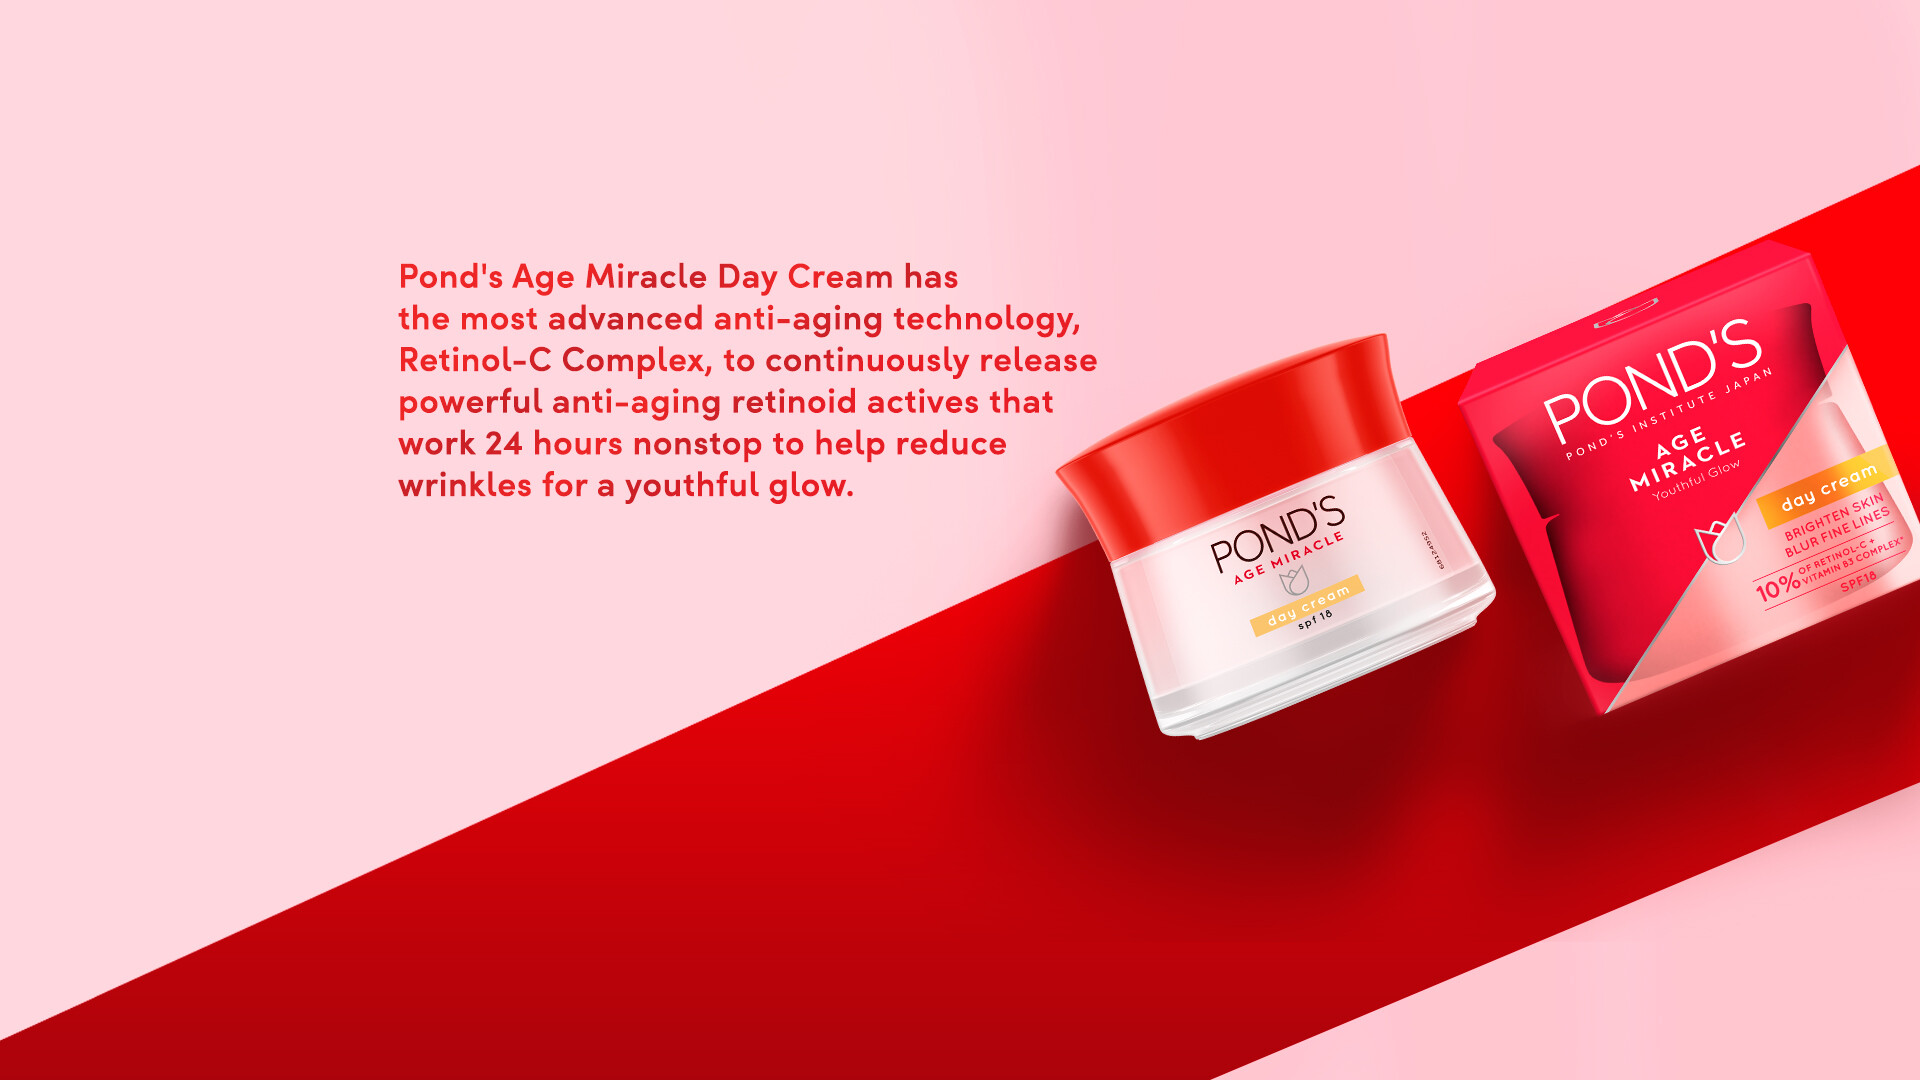 Pond's Age Miracle Day Cream has
the most advanced anti-aging technology,
Retinol-C Complex, to continuously release
powerful anti-aging retinoid actives that
work 24 hours nonstop to help reduce
wrinkles for a youthful glow.
POND'S
AGE MIRACLE
day cream
spf 18
68124952
POND'S
POND'S INSTITUTE JAPAN
AGE
MIRACLE
Youthful Glow
day cream
BRIGHTEN SKIN
BLUR FINE LINES
10% OF RETINOL-C +
VITAMIN B3 COMPLEX*
SPF18